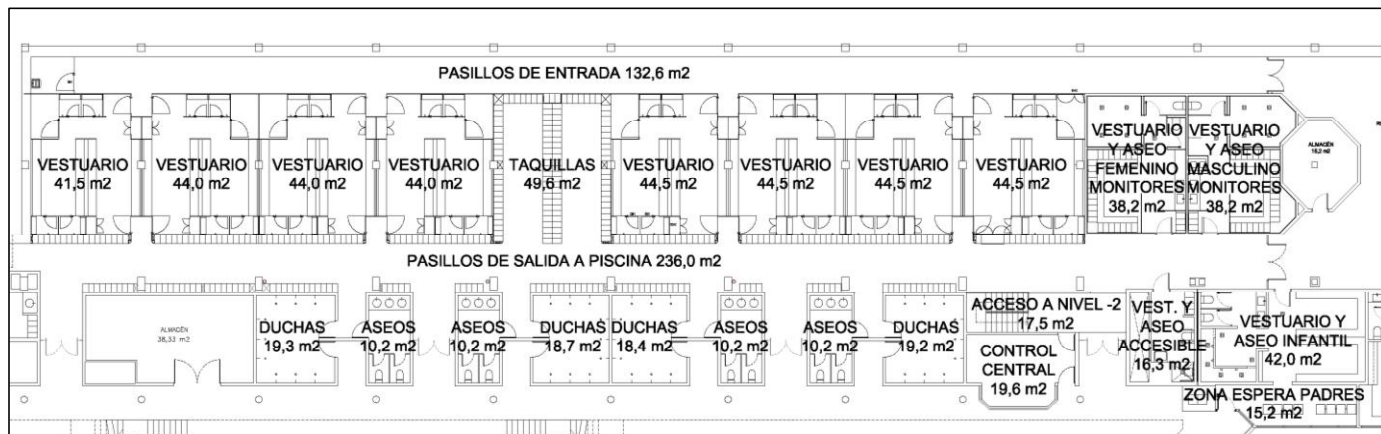 PASILLOS DE ENTRADA 132,6 m2
VESTUARIO
41,5 m2
VESTUARIO
44,0 m2
VESTUARIO
44,0 m2
VESTUARIO
44,0 m2
TAQUILLAS
49,6 m2
VESTUARIO
44,5 m2
VESTUARIO
44,5 m2
VESTUARIO
44,5 m2
VESTUARIO
44,5 m2
VESTUARIO
Y ASEO
FEMENINO
MONITORES
38,2 m2
VESTUARIO
Y ASEO
MASCULINO
MONITORES
38,2 m2
ALMACÉN
PASILLOS DE SALIDA A PISCINA 236,0 m2
ALMACÉN
38,33 m2
DUCHAS
19,3 m2
ASEOS
10,2 m2
ASEOS
10,2 m2
DUCHAS
18,7 m2
DUCHAS
18,4 m2
ASEOS
10,2 m2
ASEOS
10,2 m2
DUCHAS
19,2 m2
ACCESO A NIVEL -2
17,5 m2
CONTROL
CENTRAL
19,6 m2
VEST. Y
ASEO
ACCESIBLE
16,3 m2
VESTUARIO Y
ASEO INFANTIL
42,0 m2
ZONA ESPERA PADRES
15,2 m2